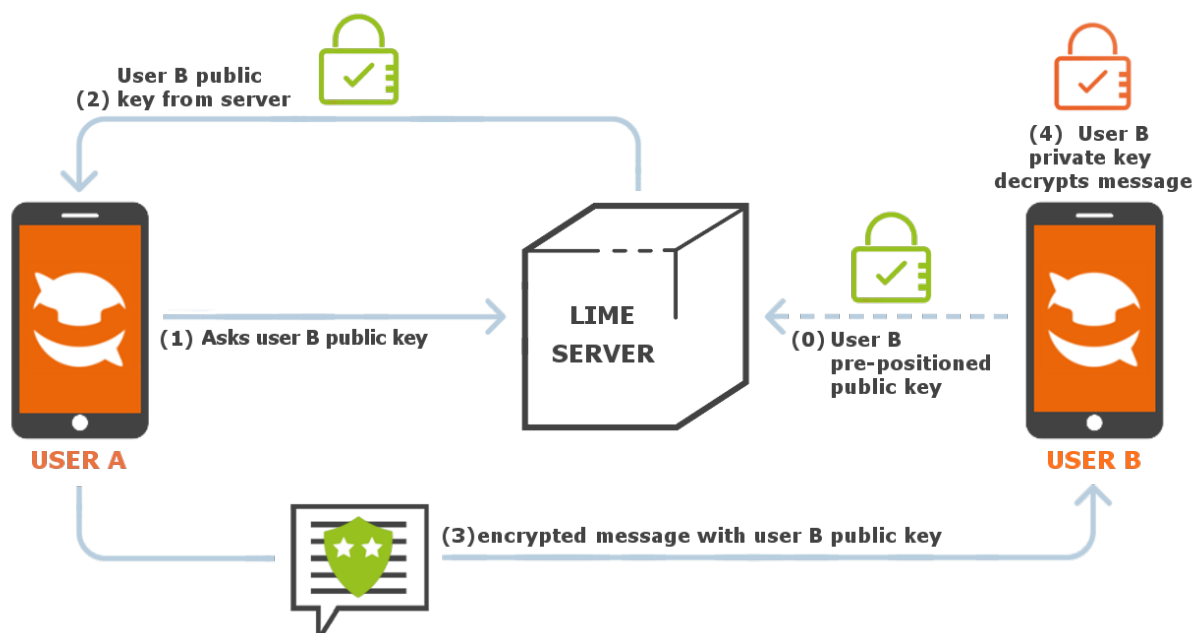 User B public
(2) key from server
(4) User B
private key
decrypts message
LIME
SERVER
(1) Asks user B public key
(0) User B
pre-positioned
public key
USER A
USER B
(3) encrypted message with user B public key